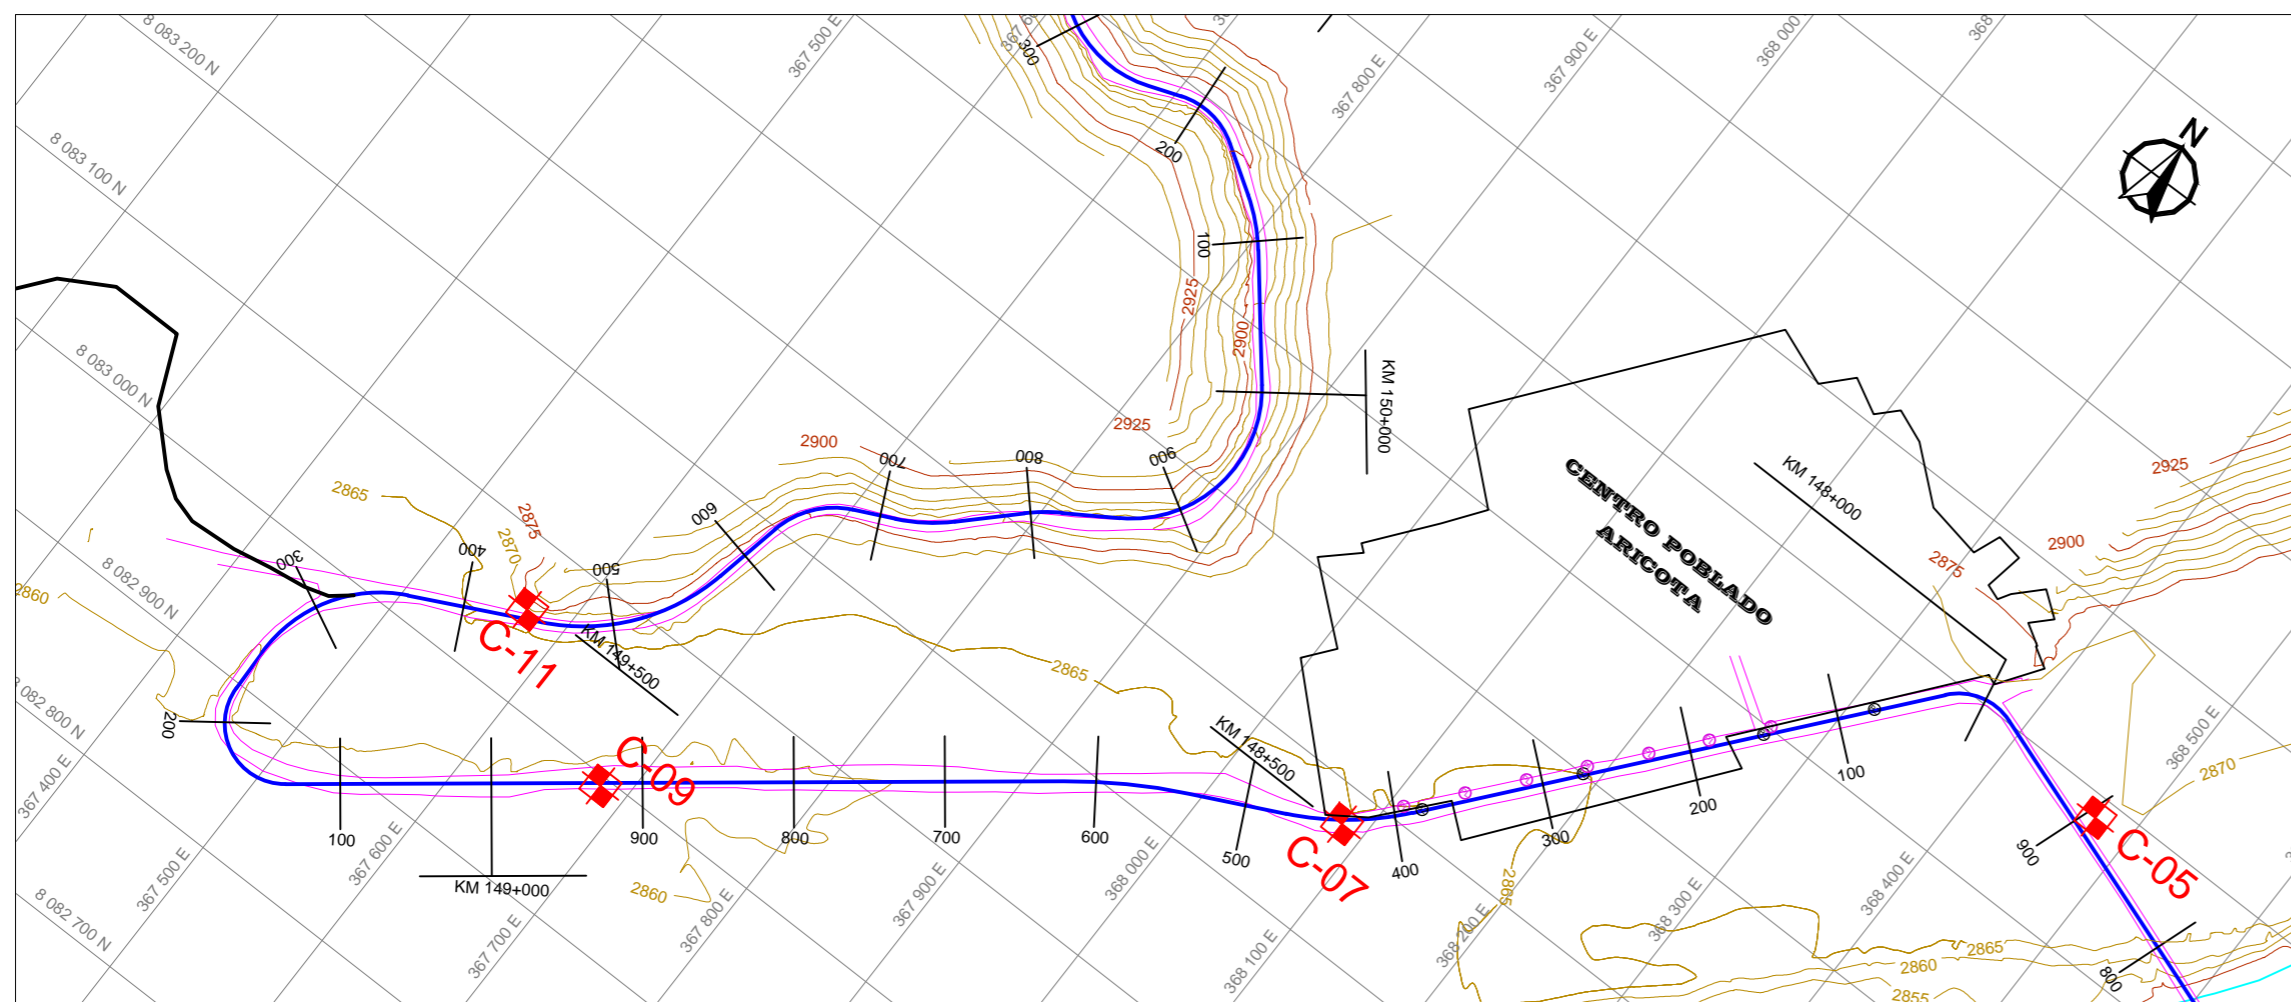 8 083 200 N
367 500 E
300
367 800 E
367 900 E
368 000 E
N
8 083 100 N
200
100
2925
2900
8 083 000 N
KM 150+000
2925
2900
700
800
900
CENTRO POBLADO
ARICOTA
KM 148+000
2925
2865
2875
2870
600
2900
2875
8 082 900 N
300
400
500
2860
C-11
KM 149+500
2865
8 082 800 N
200
KM 148+500
368 500 E
2870
367 400 E
C-09
100
900
800
700
600
500
400
300
200
100
C-07
900
C-05
KM 149+000
2860
367 500 E
367 600 E
367 700 E
367 800 E
367 900 E
368 000 E
368 100 E
368 200 E
368 300 E
368 400 E
2865
8 082 700 N
2865
2860
2855
800